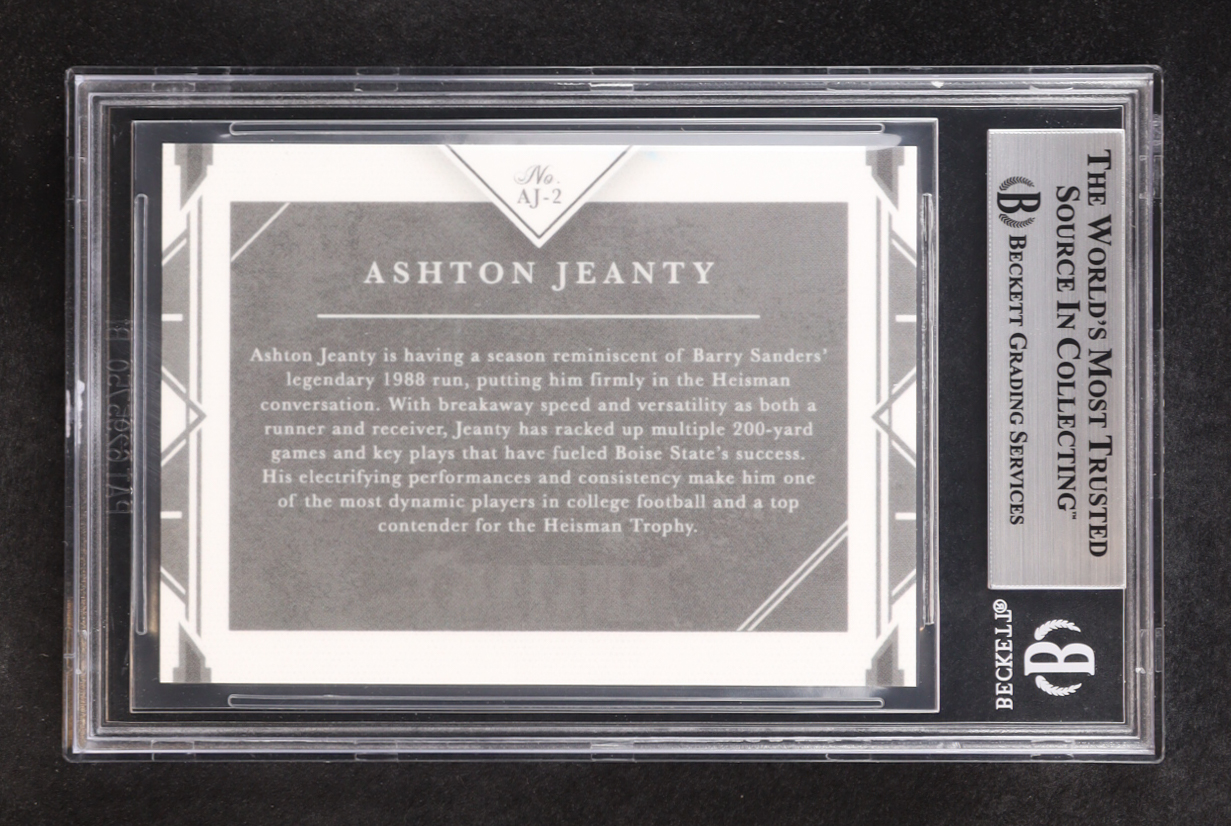 No.
AJ-2
ASHTON JEANTY
Ashton Jeanty is having a season reminiscent of Barry Sanders'
legendary 1988 run, putting him firmly in the Heisman
conversation. With breakaway speed and versatility as both a
runner and receiver, Jeanty has racked up multiple 200-yard
games and key plays that have fueled Boise State's success.
His electrifying performances and consistency make him one
of the most dynamic players in college football and a top
contender for the Heisman Trophy.
THE WORLD'S MOST TRUSTED
SOURCE IN COLLECTING™
B BECKETT GRADING SERVICES
B
BECKETT®